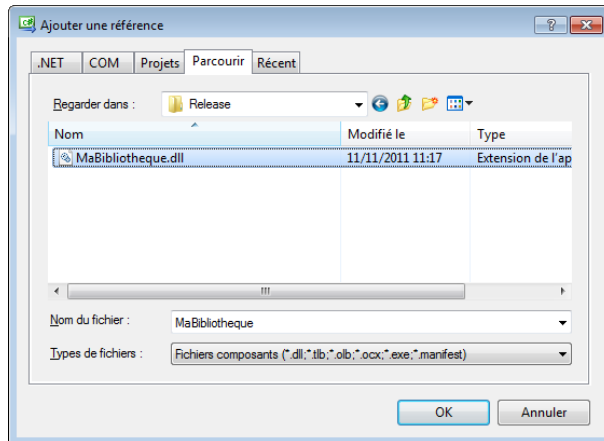 Ajouter une référence
.NET COM Projets Parcourir Récent
Regarder dans : Release
Nom Modifié le Type
MaBibliotheque.dll 11/11/2011 11:17 Extension de l'ap
Nom du fichier : MaBibliotheque
Types de fichiers : Fichiers composants (*.dll;*.tlb;*.olb;*.ocx;*.exe;*.manifest)
OK Annuler